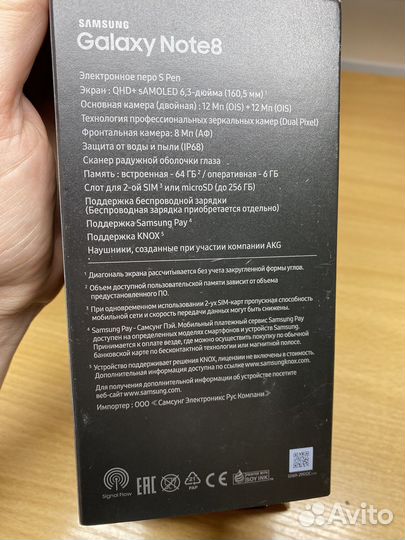 SAMSUNG
Galaxy Note8
Электронное перо S Pen
Экран : QHD+ sAMOLED 6,3-дюйма (160,5 мм) ¹
Основная камера (двойная) : 12 Мп (OIS) + 12 Мп (OIS)
Технология профессиональных зеркальных камер (Dual Pixel)
Фронтальная камера: 8 Мп (АФ)
Защита от воды и пыли (IP68)
Сканер радужной оболочки глаза
Память : встроенная - 64 ГБ ² / оперативная - 6 ГБ
Слот для 2-ой SIM ³ или microSD (до 256 ГБ)
Поддержка беспроводной зарядки
(Беспроводная зарядка приобретается отдельно)
Поддержка Samsung Pay ⁴
Поддержка KNOX ⁵
Наушники, созданные при участии компании AKG
¹ Диагональ экрана рассчитывается без учета закругленной формы углов.
² Объем доступной пользовательской памяти зависит от объема
предустановленного ПО.
³ При одновременном использовании 2-ух SIM-карт пропускная способность
мобильной сети и скорость передачи данных могут быть снижены.
⁴ Samsung Pay - Самсунг Пэй. Мобильный платежный сервис Samsung Pay
доступен на определенных моделях смартфонов и устройств Samsung.
Принимается к оплате везде, где можно осуществить покупку по обычной
банковской карте по бесконтактной технологии или магнитной полосе.
⁵ Устройство поддерживает решения KNOX, лицензии не включены в стоимость.
Дополнительная информация доступна по ссылке www.samsungknox.com.
Для получения дополнительной информации об устройстве посетите
веб-сайт www.samsung.com.
Импортер : ООО «Самсунг Электроникс Рус Компани»
Signal Now
EAC
21
PAP
CE
PRINTED WITH
SOY INK
Avito